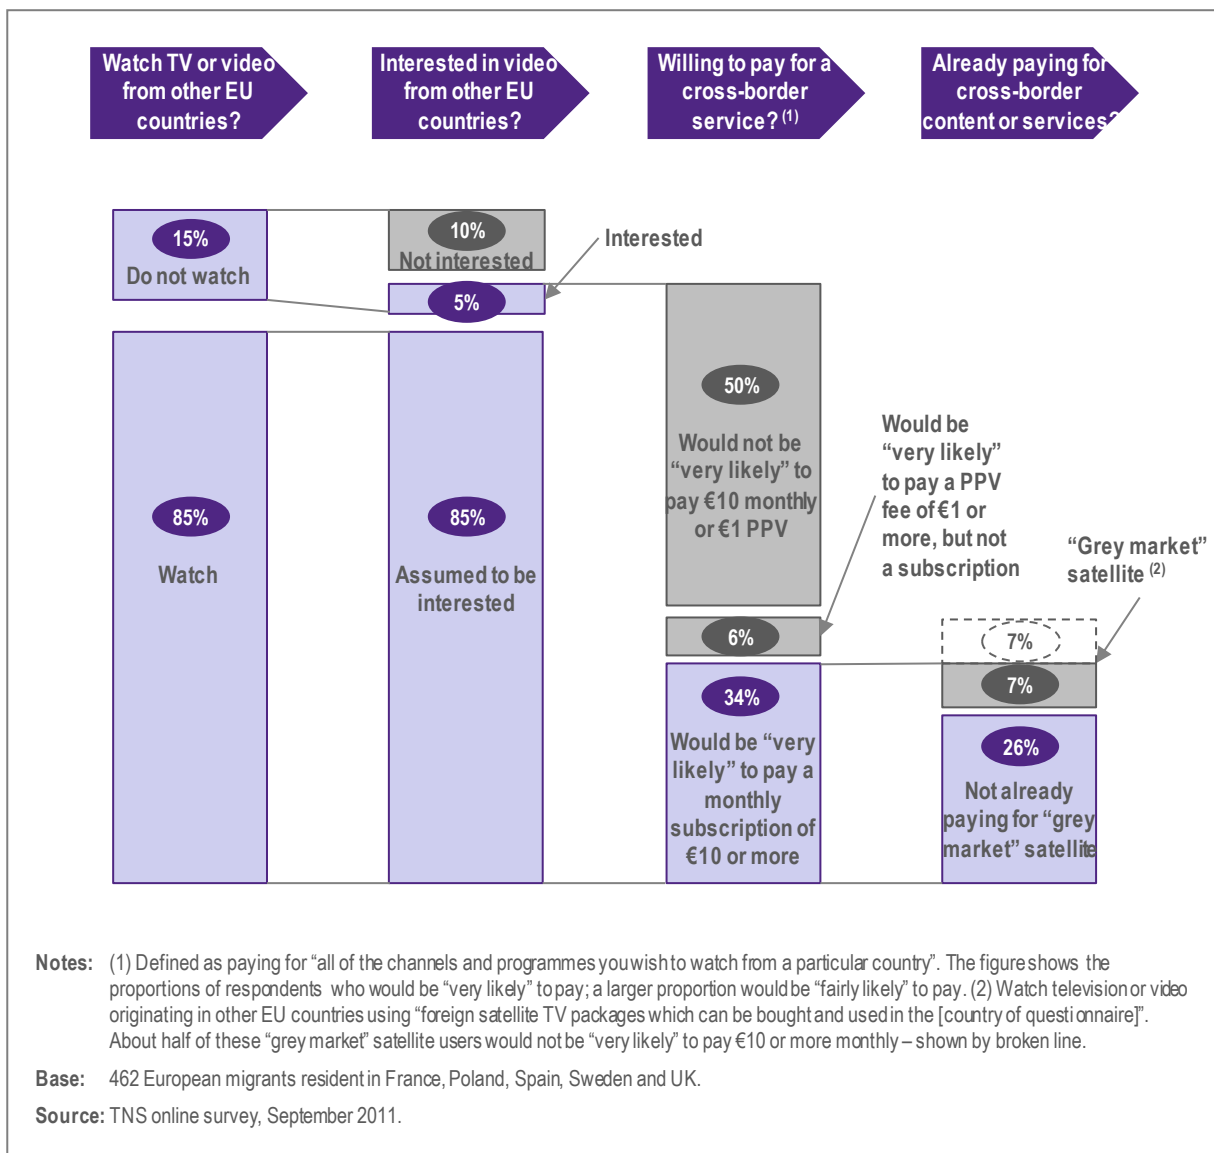 Watch TV or video
from other EU
countries?
Interested in video
from other EU
countries?
Willing to pay for a
cross-border
service? (1)
Already paying for
cross-border
content or services?
15%
Do not watch
10%
Not interested
Interested
5%
85%
Watch
85%
Assumed to be
interested
50%
Would not be
“very likely” to
pay €10 monthly
or €1 PPV
Would be
“very likely”
to pay a PPV
fee of €1 or
more, but not
a subscription
“Grey market”
satellite (2)
6%
34%
Would be “very
likely” to pay a
monthly
subscription of
€10 or more
7%
7%
26%
Not already
paying for “grey
market” satellite
Notes: (1) Defined as paying for “all of the channels and programmes you wish to watch from a particular country”. The figure shows the
proportions of respondents who would be “very likely” to pay; a larger proportion would be “fairly likely” to pay. (2) Watch television or video
originating in other EU countries using “foreign satellite TV packages which can be bought and used in the [country of questionnaire]”.
About half of these “grey market” satellite users would not be “very likely” to pay €10 or more monthly – shown by broken line.
Base: 462 European migrants resident in France, Poland, Spain, Sweden and UK.
Source: TNS online survey, September 2011.